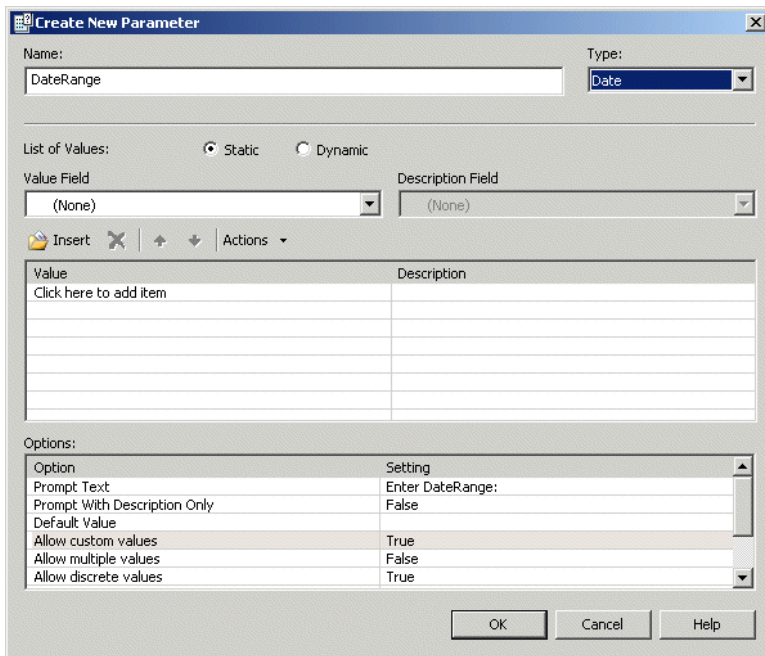 Create New Parameter
Name: Type:
DateRange Date
List of Values: Static Dynamic
Value Field Description Field
(None) (None)
Insert Actions
Value Description
Click here to add item
Options:
Option Setting
Prompt Text Enter DateRange:
Prompt With Description Only False
Default Value
Allow custom values True
Allow multiple values False
Allow discrete values True
OK Cancel Help